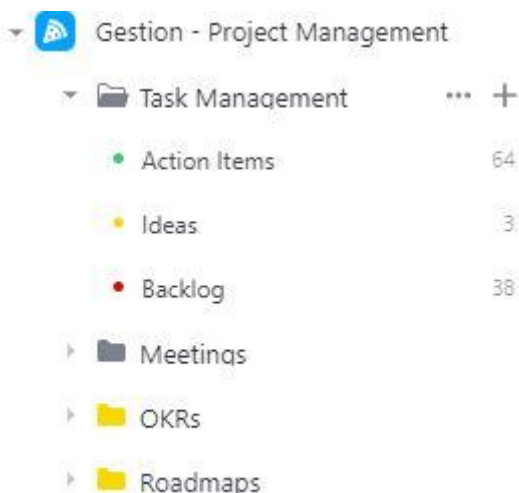 Gestion - Project Management
Task Management
Action Items 64
Ideas 3
Backlog 38
Meetings
OKRs
Roadmaps